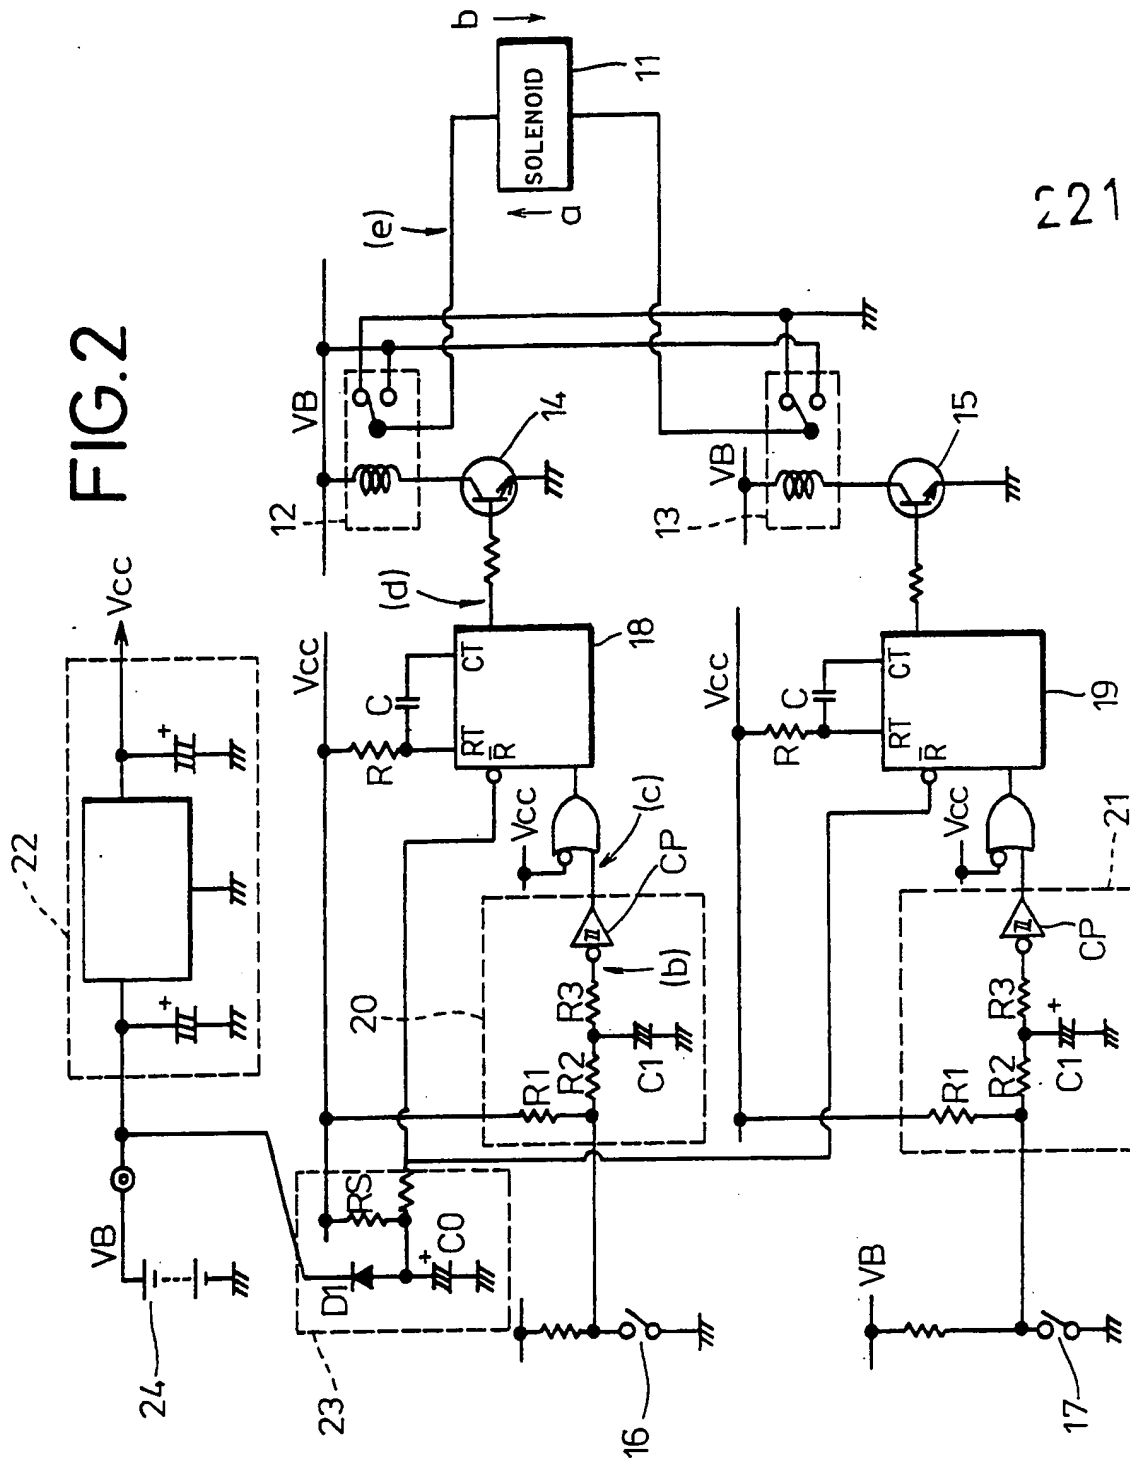 FIG.2
22
Vcc
+
+
VB
24
23
D1
RS
+
C0
Vcc
R
C
RT
CT
R̅
18
(d)
12
VB
14
(e)
b
SOLENOID
11
a
20
R1
R2
R3
C1
(b)
CP
(c)
Vcc
16
13
VB
15
Vcc
R
C
RT
CT
R̅
19
Vcc
21
R1
R2
R3
C1
+
CP
VB
17
221